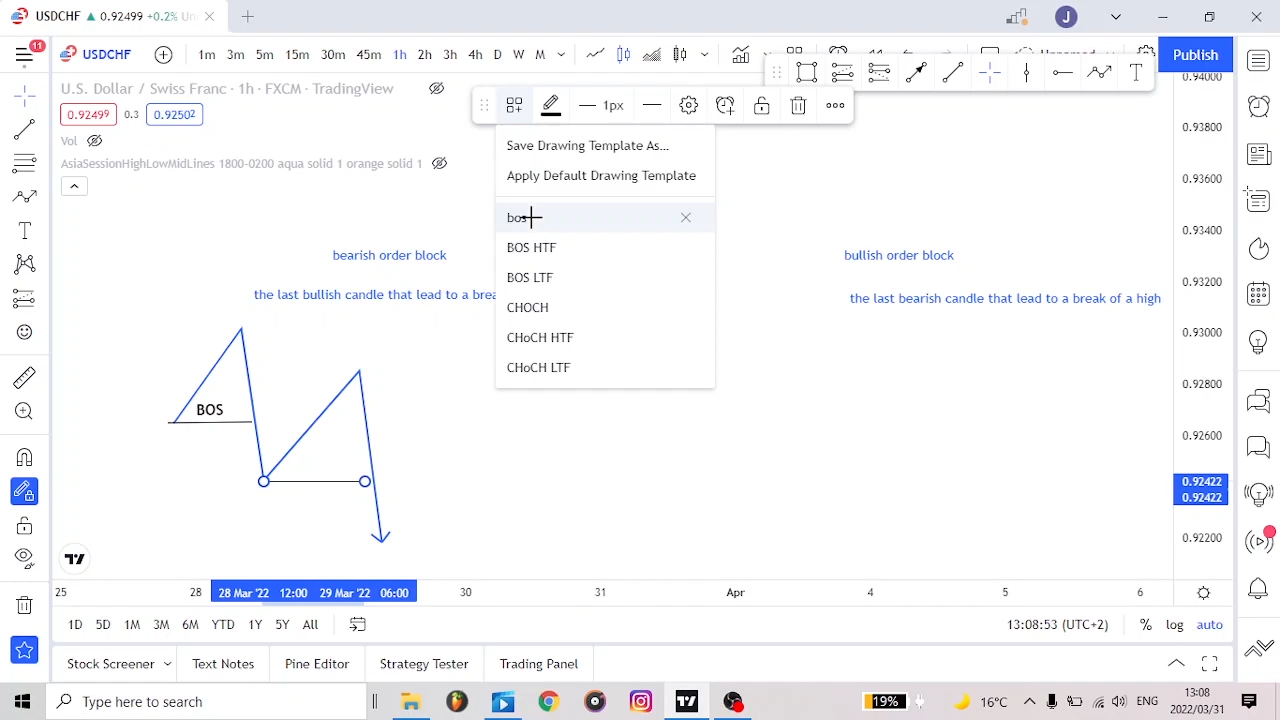 USDCHF ▲ 0.92499 +0.2% Un
J
11
USDCHF
1m 3m 5m 15m 30m 45m 1h 2h 3h 4h D W M
Publish
U.S. Dollar / Swiss Franc · 1h · FXCM · TradingView
0.92499 0.3 0.92502
Vol
AsiaSessionHighLowMidLines 1800-0200 aqua solid 1 orange solid 1
T
1px
Save Drawing Template As...
Apply Default Drawing Template
bos
BOS HTF
BOS LTF
CHOCH
CHoCH HTF
CHoCH LTF
bearish order block
the last bullish candle that lead to a brea
bullish order block
the last bearish candle that lead to a break of a high
BOS
T
0.94000
0.93800
0.93600
0.93400
0.93200
0.93000
0.92800
0.92600
0.92422
0.92422
0.92200
25 28 28 Mar '22 12:00 29 Mar '22 06:00 30 31 Apr 4 5 6
1D 5D 1M 3M 6M YTD 1Y 5Y All
13:08:53 (UTC+2) % log auto
Stock Screener Text Notes Pine Editor Strategy Tester Trading Panel
Type here to search
19%
16°C
ENG
13:08
2022/03/31